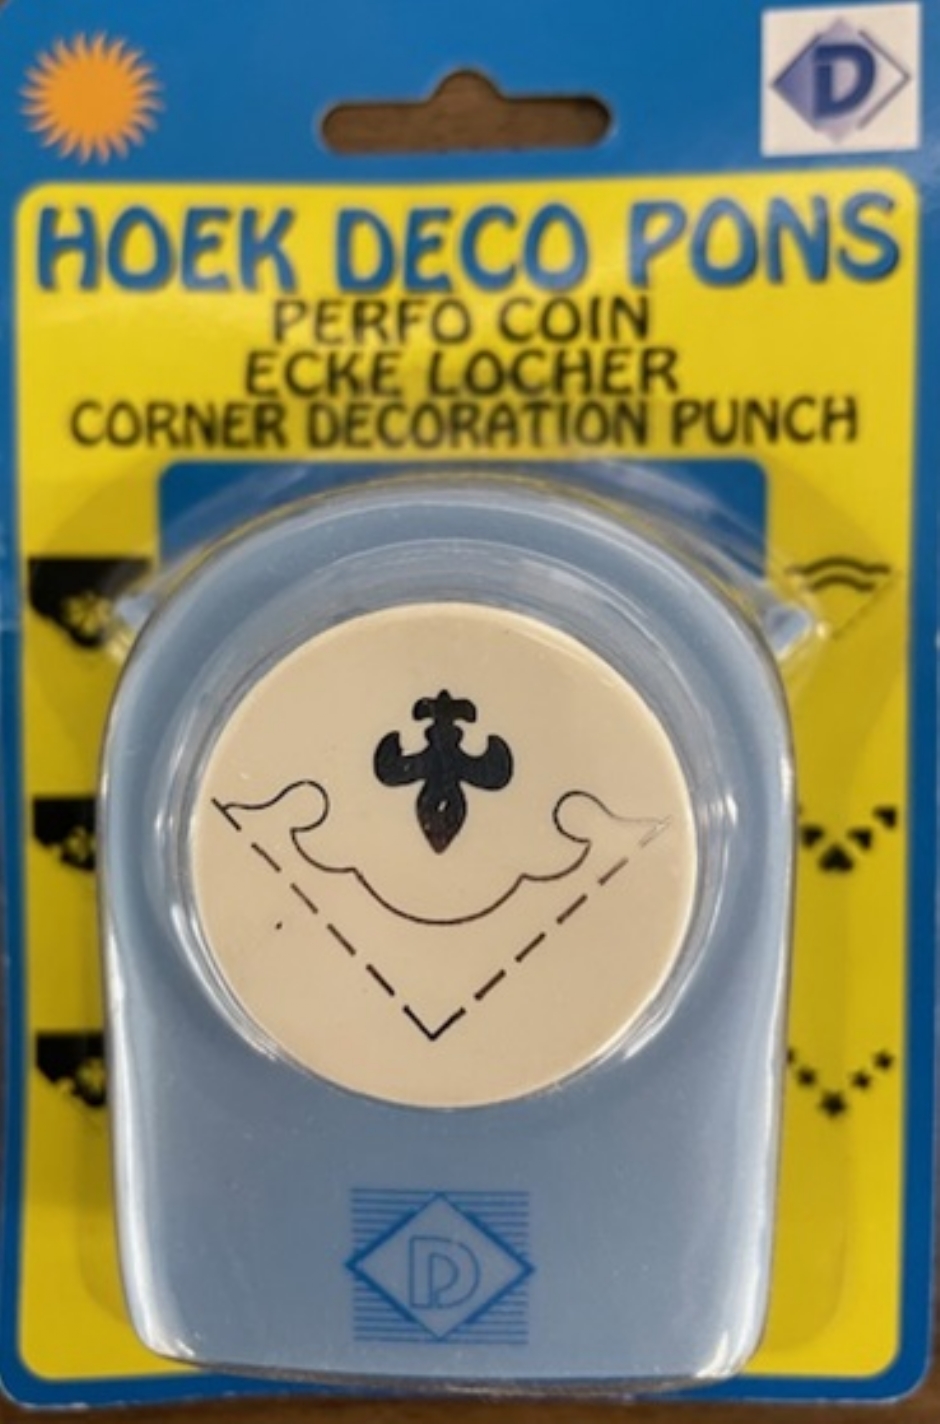 D
HOEK DECO PONS
PERFO COIN
ECKE LOCHER
CORNER DECORATION PUNCH
D